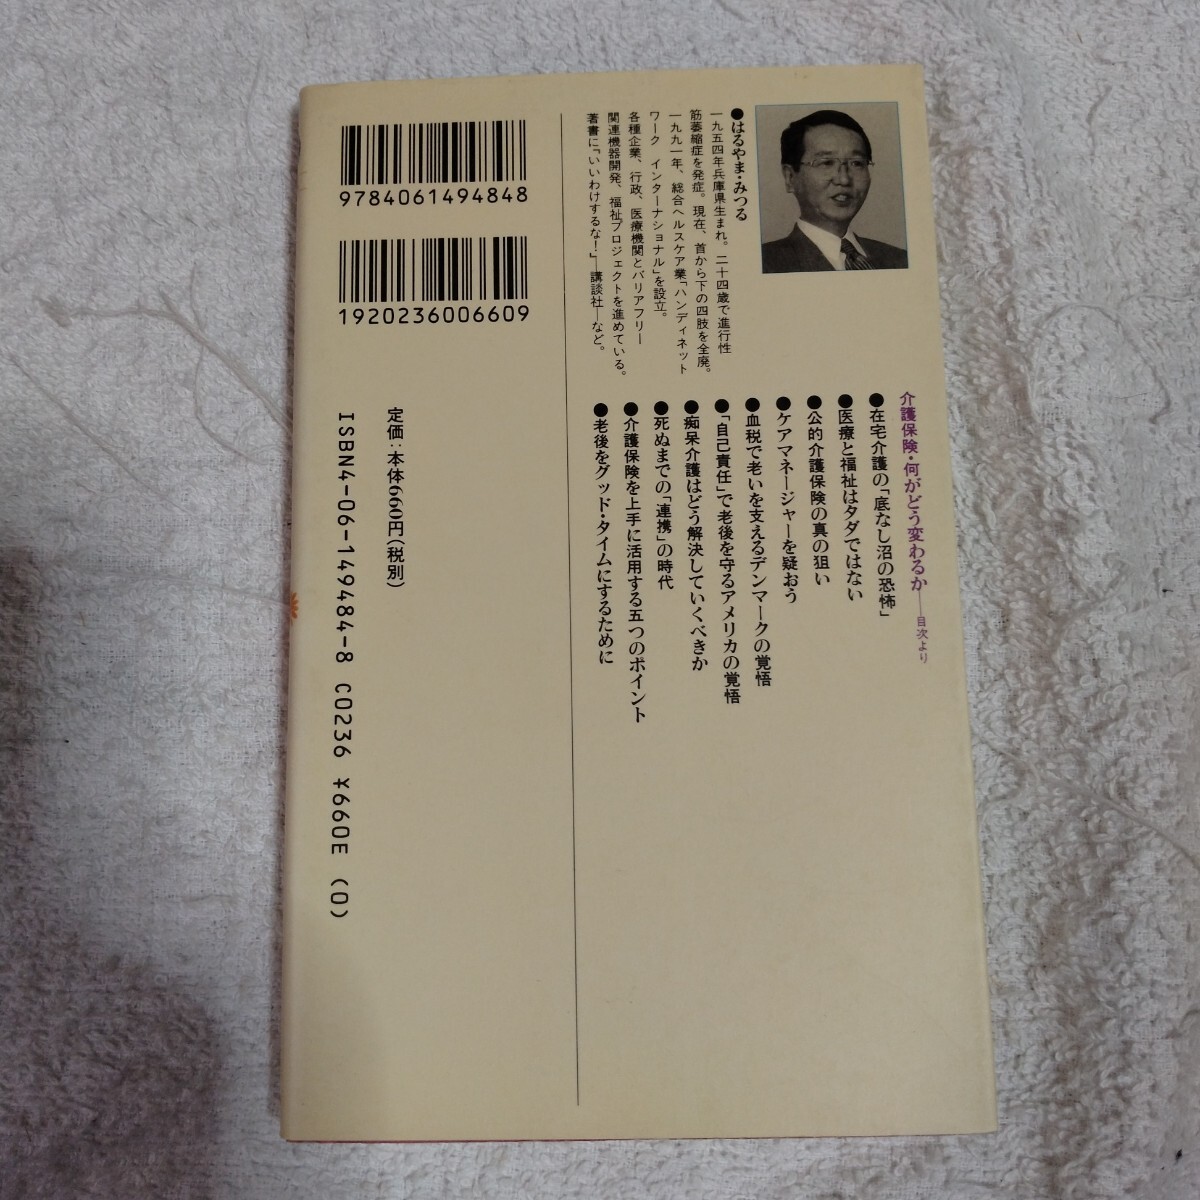 ●はるやま・みつる
一九五四年兵庫県生まれ。二十四歳で進行性
筋萎縮症を発症。現在、首から下の四肢を全廃。
一九九一年、総合ヘルスケア業「ハンディネット
ワーク インターナショナル」を設立。
各種企業、行政、医療機関とバリアフリー
関連機器開発、福祉プロジェクトを進めている。
著書に「いいわけするな!」―講談社―など。
介護保険・何がどう変わるか――目次より
●在宅介護の「底なし沼の恐怖」
●医療と福祉はタダではない
●公的介護保険の真の狙い
●ケアマネージャーを疑おう
●血税で老いを支えるデンマークの覚悟
●「自己責任」で老後を守るアメリカの覚悟
●痴呆介護はどう解決していくべきか
●死ぬまでの「連携」の時代
●介護保険を上手に活用する五つのポイント
●老後をグッド・タイムにするために
9784061494848
1920236006609
定価:本体660円(税別)
ISBN4-06-149484-8 C0236 ¥660E (0)